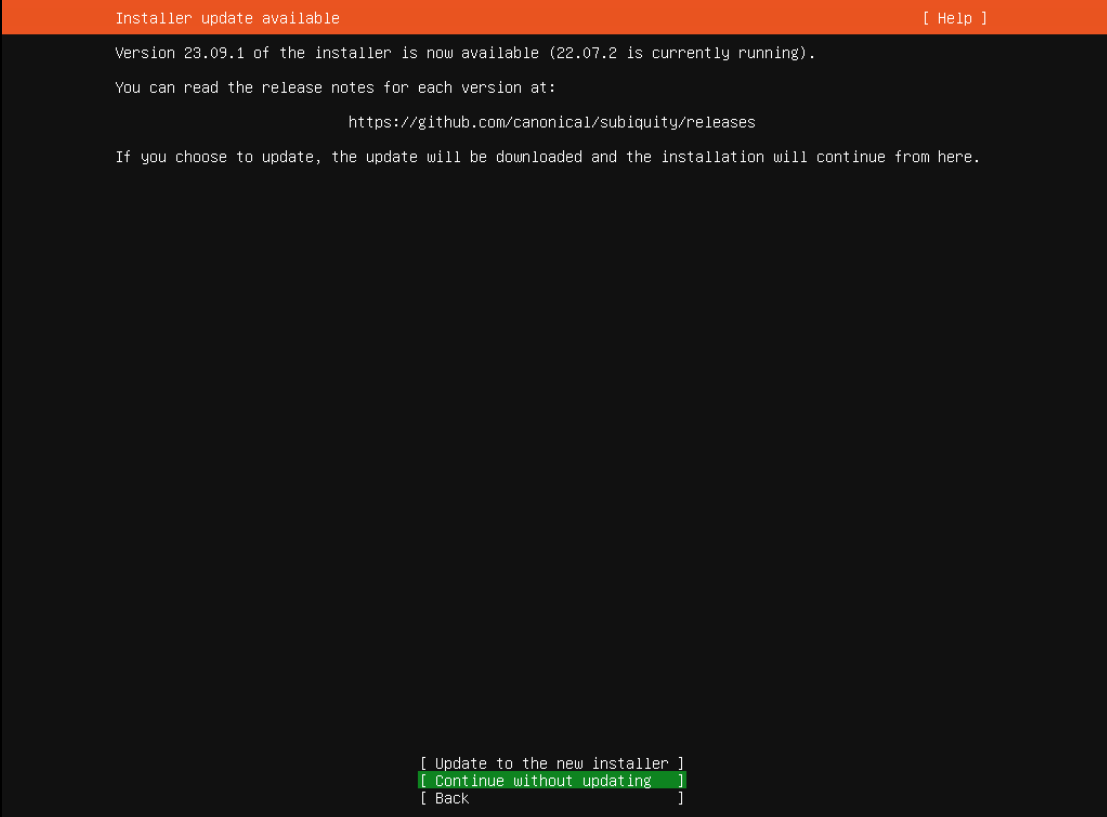 Installer update available [ Help ]
Version 23.09.1 of the installer is now available (22.07.2 is currently running).
You can read the release notes for each version at:
https://github.com/canonical/subiquity/releases
If you choose to update, the update will be downloaded and the installation will continue from here.
[ Update to the new installer ]
[ Continue without updating ]
[ Back ]